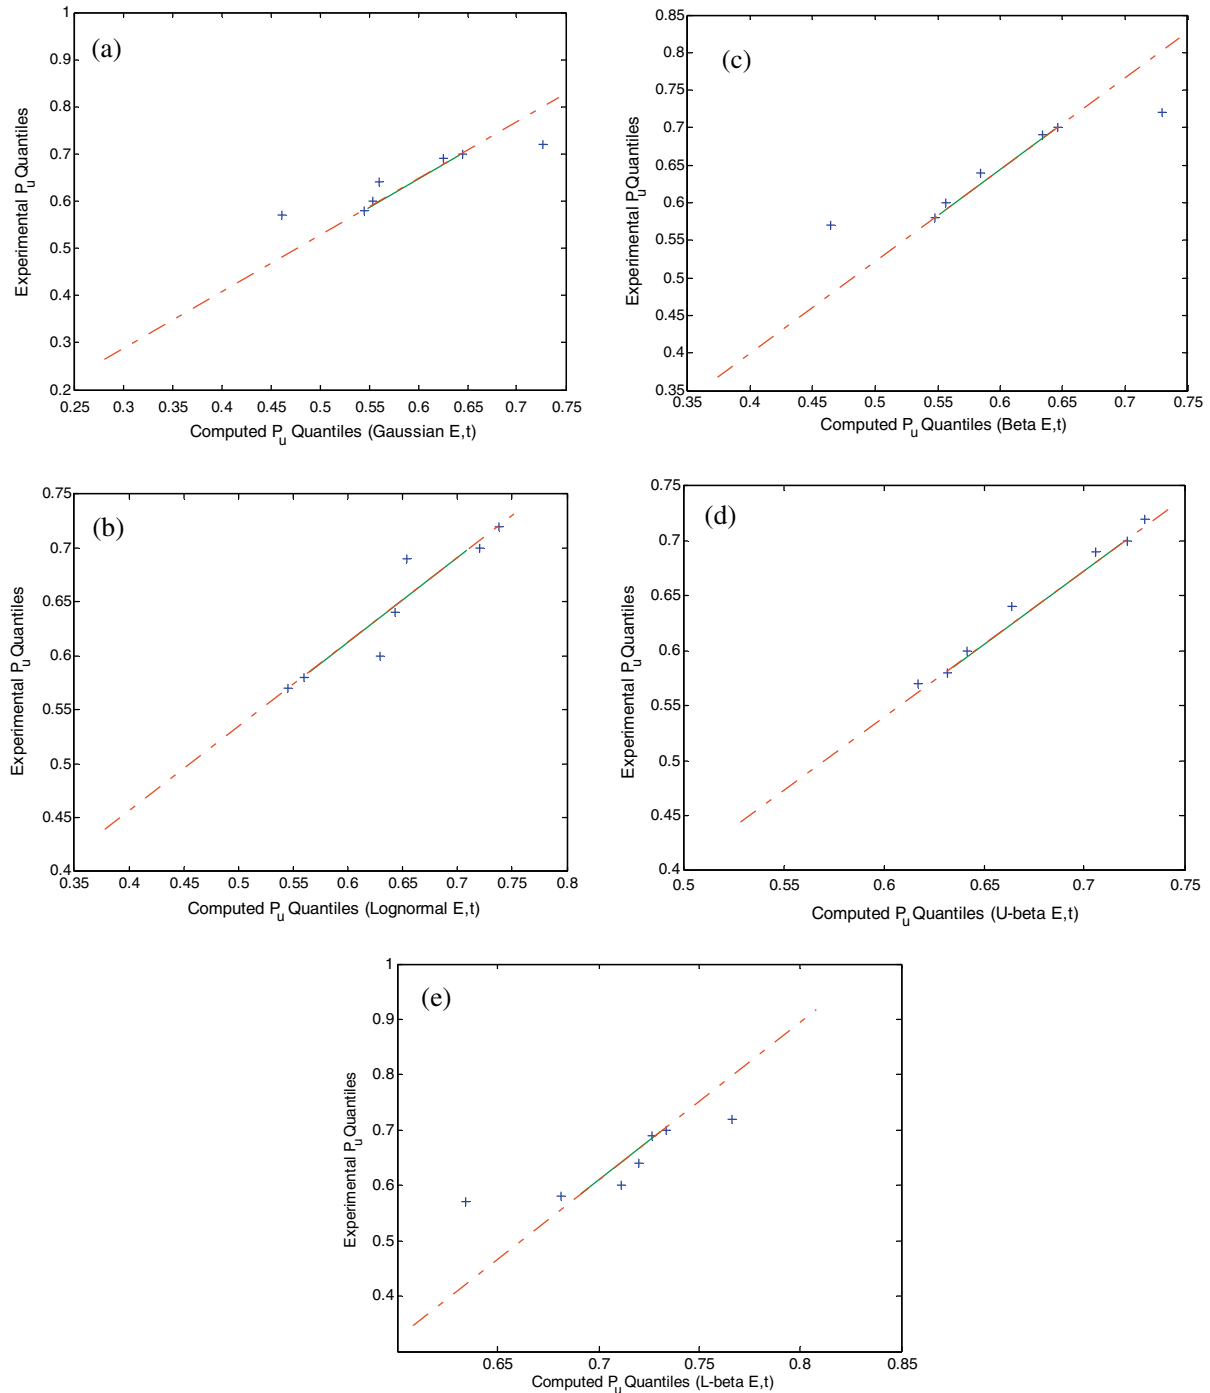 (a)
1
0.9
0.8
0.7
0.6
0.5
0.4
0.3
0.2
Experimental Pu Quantiles
0.25 0.3 0.35 0.4 0.45 0.5 0.55 0.6 0.65 0.7 0.75
Computed Pu Quantiles (Gaussian E,t)
(c)
0.85
0.8
0.75
0.7
0.65
0.6
0.55
0.5
0.45
0.4
0.35
Experimental Pu Quantiles
0.35 0.4 0.45 0.5 0.55 0.6 0.65 0.7 0.75
Computed Pu Quantiles (Beta E,t)
(b)
0.75
0.7
0.65
0.6
0.55
0.5
0.45
0.4
Experimental Pu Quantiles
0.35 0.4 0.45 0.5 0.55 0.6 0.65 0.7 0.75 0.8
Computed Pu Quantiles (Lognormal E,t)
(d)
0.75
0.7
0.65
0.6
0.55
0.5
0.45
0.4
Experimental Pu Quantiles
0.5 0.55 0.6 0.65 0.7 0.75
Computed Pu Quantiles (U-beta E,t)
(e)
1
0.9
0.8
0.7
0.6
0.5
0.4
Experimental Pu Quantiles
0.65 0.7 0.75 0.8 0.85
Computed Pu Quantiles (L-beta E,t)